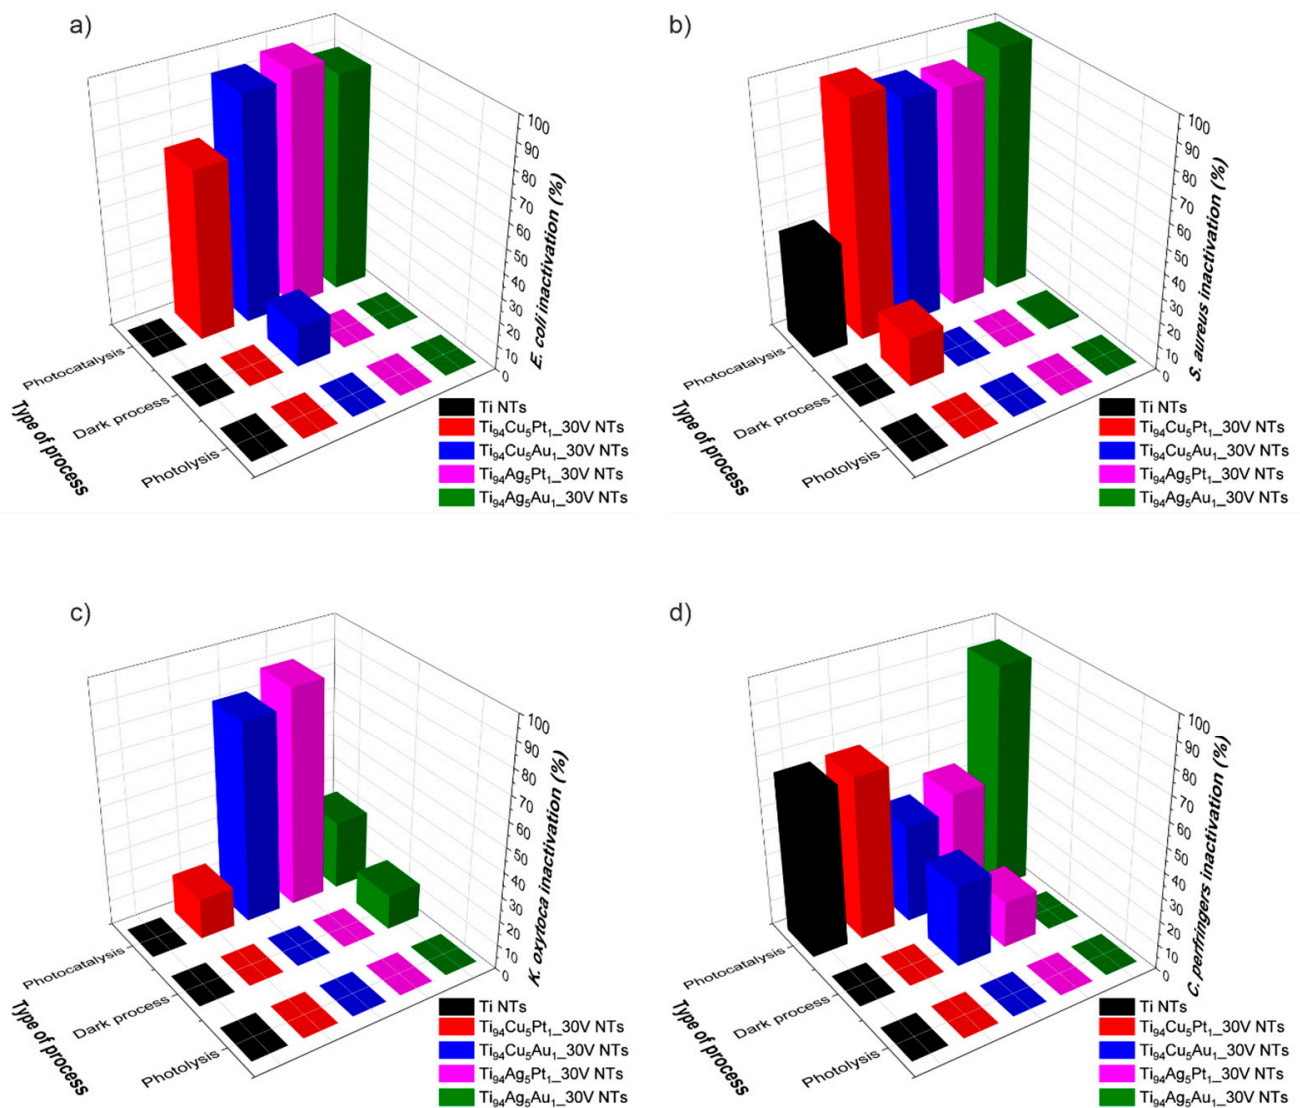 a)
100
90
80
70
60
50
40
30
20
10
0
E. coli inactivation (%)
Photocatalysis
Dark process
Photolysis
Type of process
Ti NTs
Ti₉₄Cu₅Pt₁_30V NTs
Ti₉₄Cu₅Au₁_30V NTs
Ti₉₄Ag₅Pt₁_30V NTs
Ti₉₄Ag₅Au₁_30V NTs
b)
100
90
80
70
60
50
40
30
20
10
0
S. aureus inactivation (%)
Photocatalysis
Dark process
Photolysis
Type of process
Ti NTs
Ti₉₄Cu₅Pt₁_30V NTs
Ti₉₄Cu₅Au₁_30V NTs
Ti₉₄Ag₅Pt₁_30V NTs
Ti₉₄Ag₅Au₁_30V NTs
c)
100
90
80
70
60
50
40
30
20
10
0
K. oxytoca inactivation (%)
Photocatalysis
Dark process
Photolysis
Type of process
Ti NTs
Ti₉₄Cu₅Pt₁_30V NTs
Ti₉₄Cu₅Au₁_30V NTs
Ti₉₄Ag₅Pt₁_30V NTs
Ti₉₄Ag₅Au₁_30V NTs
d)
100
90
80
70
60
50
40
30
20
10
0
C. perfringers inactivation (%)
Photocatalysis
Dark process
Photolysis
Type of process
Ti NTs
Ti₉₄Cu₅Pt₁_30V NTs
Ti₉₄Cu₅Au₁_30V NTs
Ti₉₄Ag₅Pt₁_30V NTs
Ti₉₄Ag₅Au₁_30V NTs